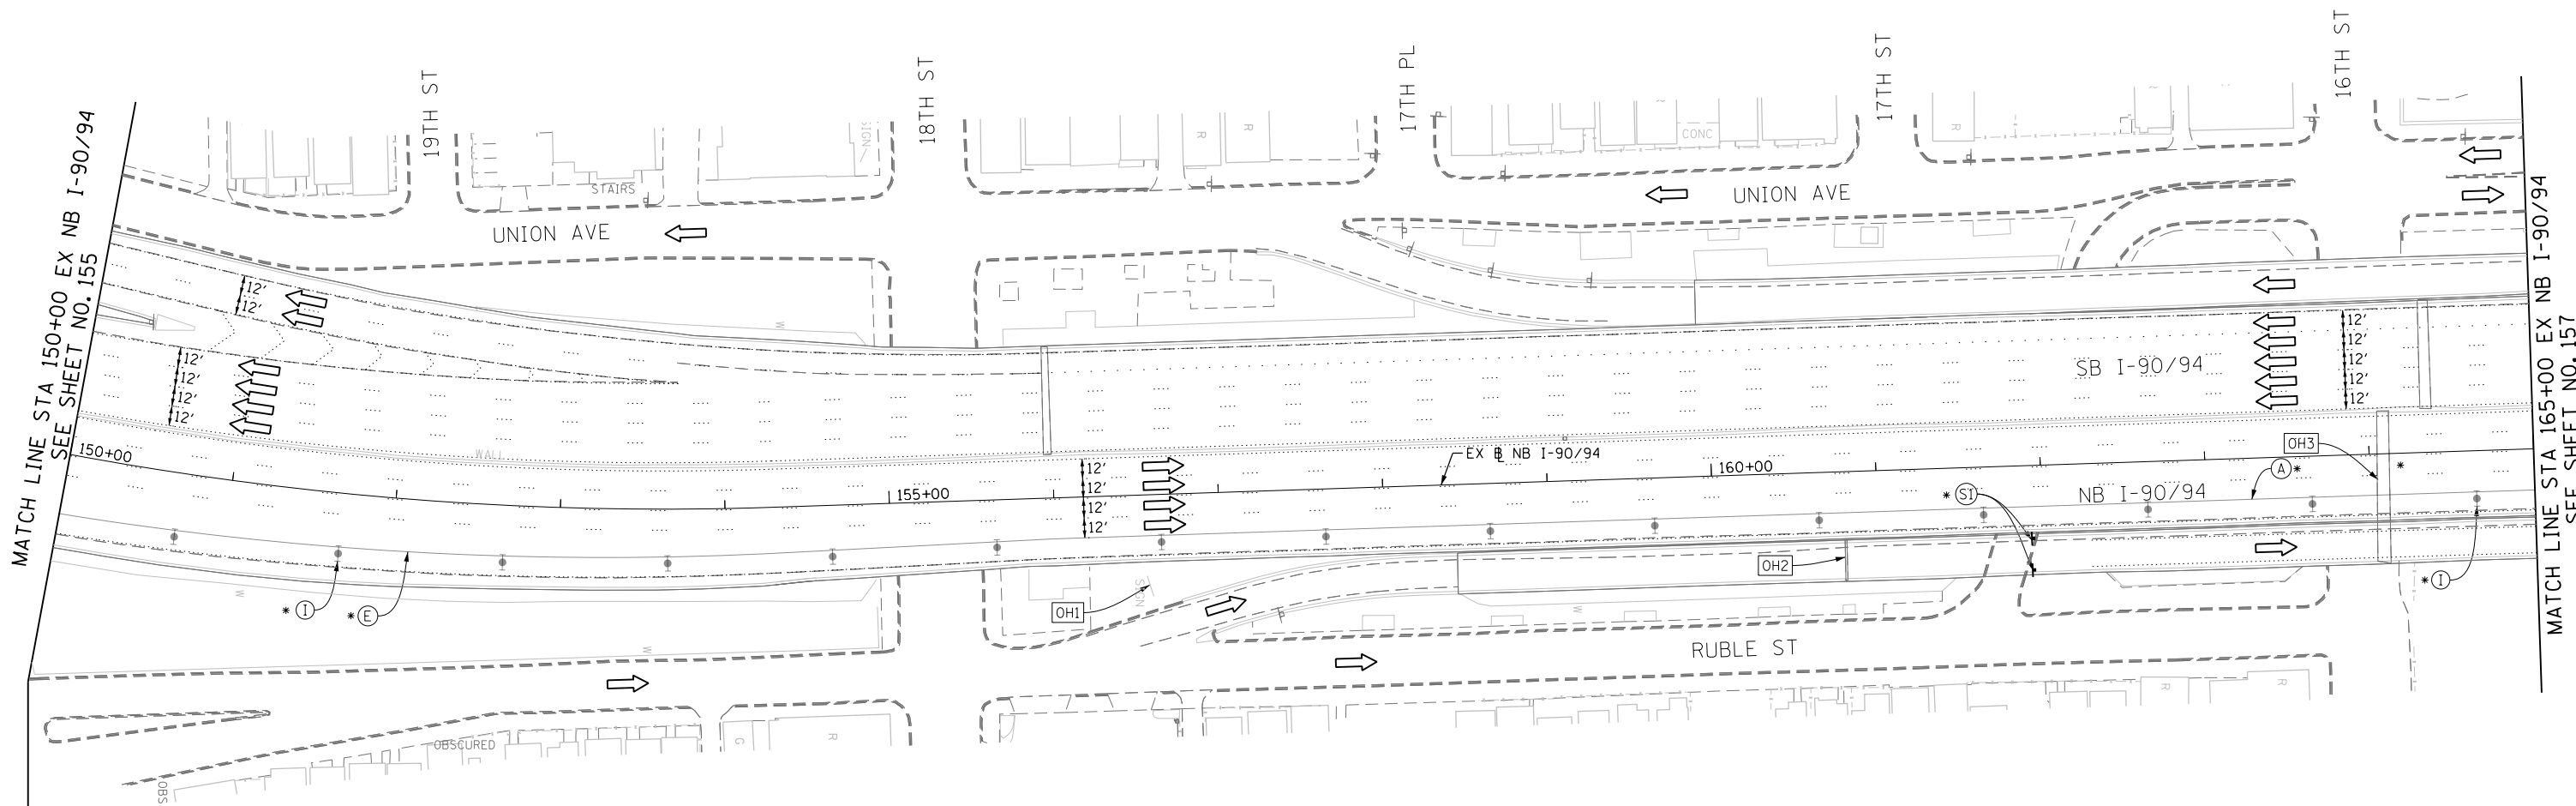 MATCH LINE STA 150+00 EX NB I-90/94
SEE SHEET NO. 155
19TH ST
18TH ST
17TH PL
17TH ST
16TH ST
SIGN
R
R
CONC
R
STAIRS
UNION AVE
UNION AVE
12'
12'
W
12'
12'
12'
12'
12'
12'
12'
12'
12'
SB I-90/94
WALL
150+00
155+00
160+00
EX B NB I-90/94
12'
12'
12'
12'
NB I-90/94
OH3
A *
*
* S1
OH2
OH1
SIGN
* I
* E
* I
W
W
W
RUBLE ST
OBSCURED
OBS
G
R
R
R
MATCH LINE STA 165+00 EX NB I-90/94
SEE SHEET NO. 157